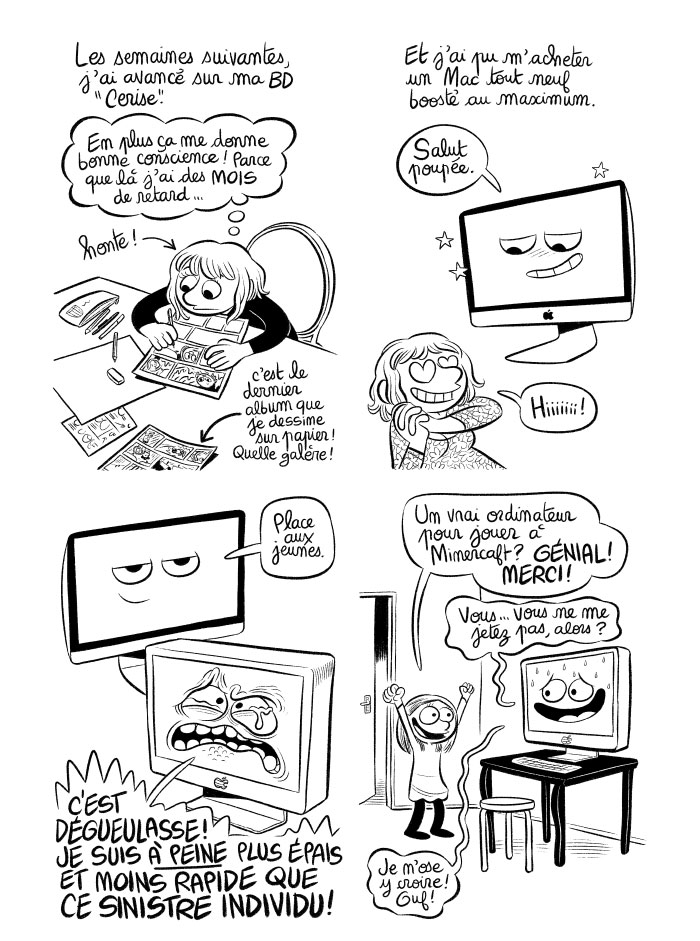 Les semaines suivantes,
j'ai avancé sur ma BD
"Cerise".
En plus ça me donne
bonne conscience! Parce
que là j'ai des MOIS
de retard...
honte!
c'est le
dernier
album que
je dessine
sur papier!
Quelle galère!
Et j'ai pu m'acheter
un Mac tout neuf
boosté au maximum.
Salut
poupée.
Hiiiiiii!
Place
aux
jeunes.
C'EST
DÉGUEULASSE!
JE SUIS À PEINE PLUS ÉPAIS
ET MOINS RAPIDE QUE
CE SINISTRE INDIVIDU!
Un vrai ordinateur
pour jouer à
Minercaft? GÉNIAL!
MERCI!
Vous... vous ne me
jetez pas, alors?
Je n'ose
y croire!
Guf!